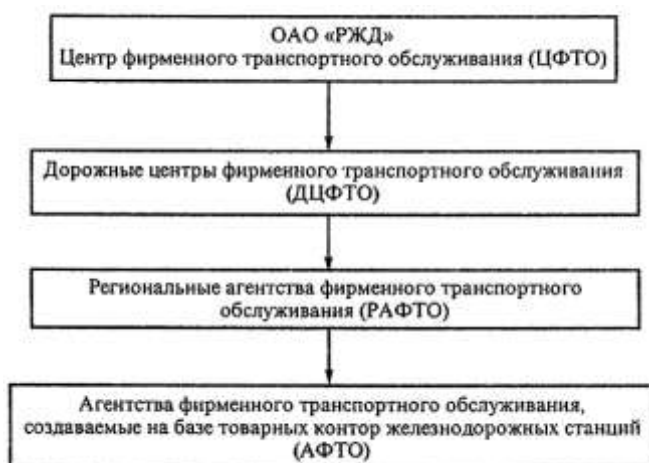 ОАО «РЖД»
Центр фирменного транспортного обслуживания (ЦФТО)
Дорожные центры фирменного транспортного обслуживания
(ДЦФТО)
Региональные агентства фирменного транспортного
обслуживания (РАФТО)
Агентства фирменного транспортного обслуживания,
создаваемые на базе товарных контор железнодорожных станций
(АФТО)